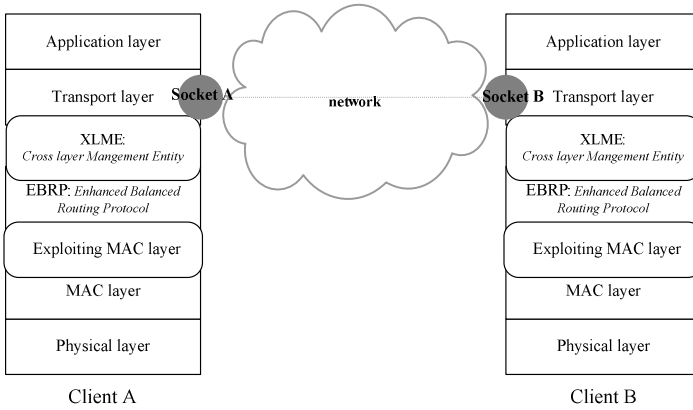 Application layer
Transport layer
Socket A
XLME:
Cross layer Mangement Entity
EBRP: Enhanced Balanced
Routing Protocol
Exploiting MAC layer
MAC layer
Physical layer
Client A
network
Application layer
Socket B
Transport layer
XLME:
Cross layer Mangement Entity
EBRP: Enhanced Balanced
Routing Protocol
Exploiting MAC layer
MAC layer
Physical layer
Client B